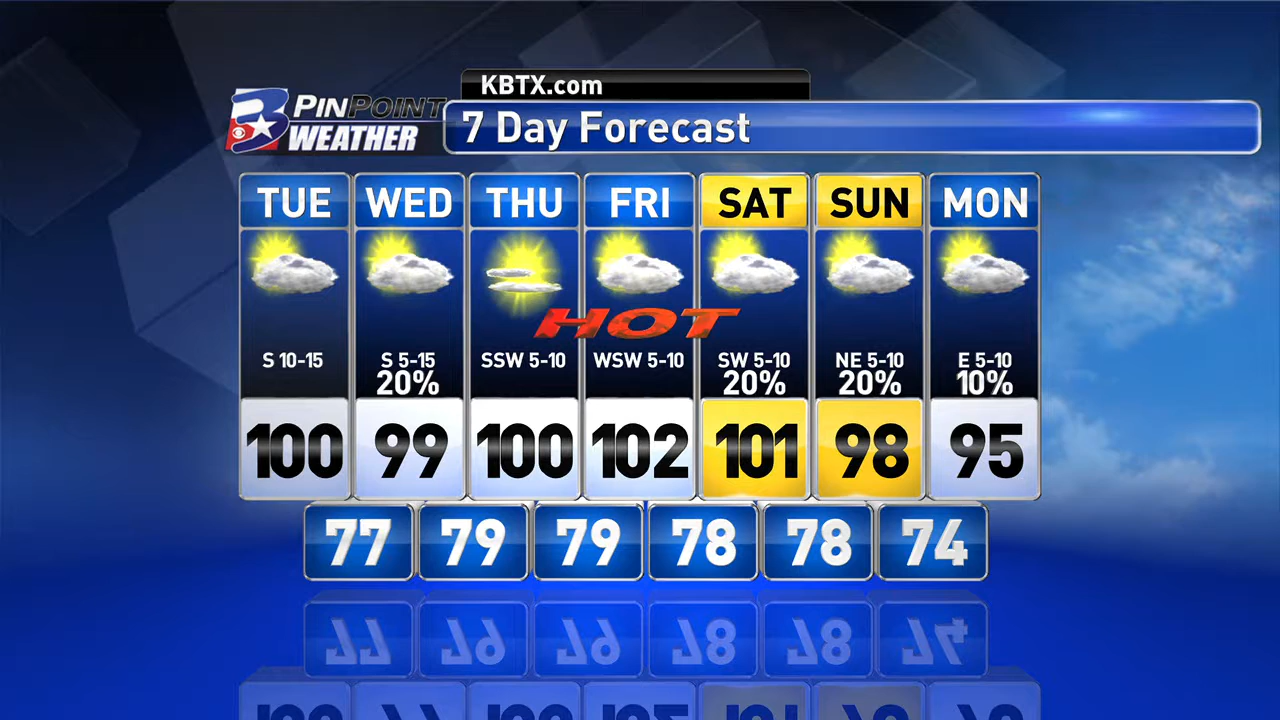 KBTX.com
3 PINPOINT
WEATHER
7 Day Forecast
TUE WED THU FRI SAT SUN MON
HOT
S 10-15 S 5-15 SSW 5-10 WSW 5-10 SW 5-10 NE 5-10 E 5-10
20% 20% 20% 10%
100 99 100 102 101 98 95
77 79 79 78 78 74